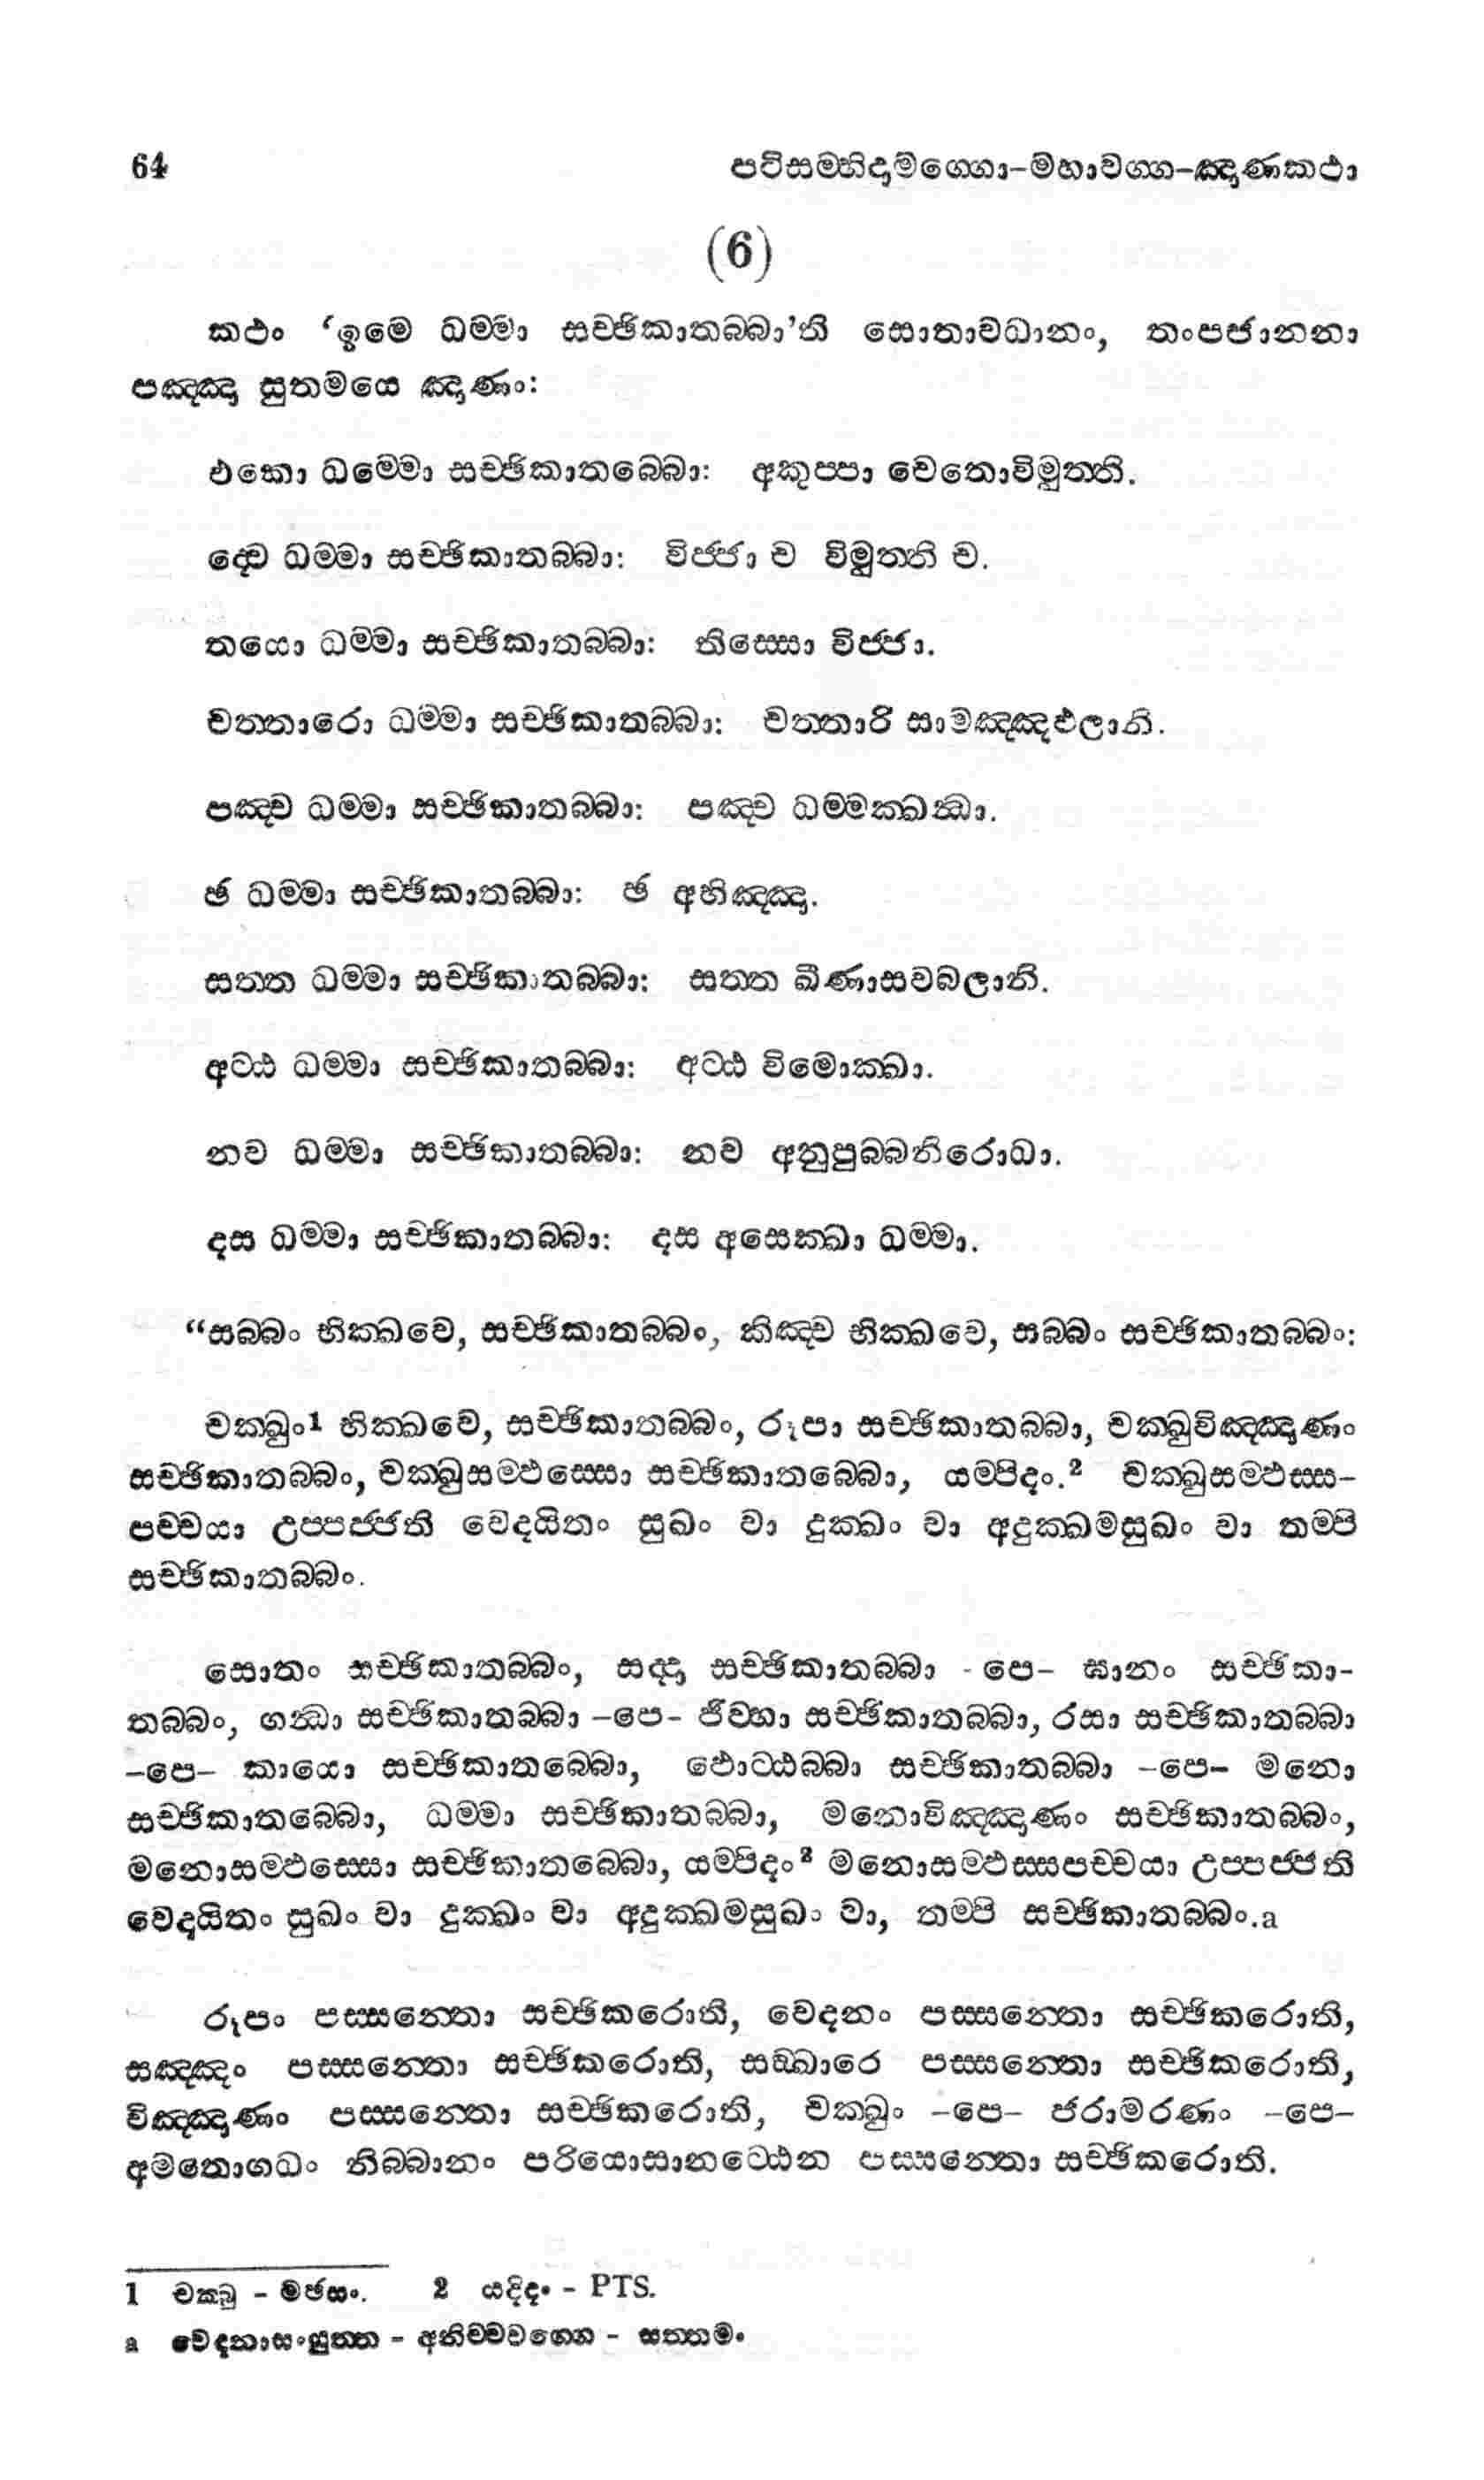 64 පටිසම්භිදාමග්ගො-මහාවග්ග-ඤාණකථා
(6)
කථං ‘ඉමෙ ධම්මා සච්ඡිකාතබ්බා’ති සොතාවධානං, තංපජානනා
පඤ්ඤා සුතමයෙ ඤාණං:
එකො ධම්මො සච්ඡිකාතබ්බො: අකුප්පා චෙතොවිමුත්ති.
ද්වෙ ධම්මා සච්ඡිකාතබ්බා: විජ්ජා ච විමුත්ති ච.
තයො ධම්මා සච්ඡිකාතබ්බා: තිස්සො විජ්ජා.
චත්තාරො ධම්මා සච්ඡිකාතබ්බා: චත්තාරි සාමඤ්ඤඵලානි.
පඤ්ච ධම්මා සච්ඡිකාතබ්බා: පඤ්ච ධම්මක්ඛන්ධා.
ඡ ධම්මා සච්ඡිකාතබ්බා: ඡ අභිඤ්ඤා.
සත්ත ධම්මා සච්ඡිකාතබ්බා: සත්ත ඛීණාසවබලානි.
අට්ඨ ධම්මා සච්ඡිකාතබ්බා: අට්ඨ විමොක්ඛා.
නව ධම්මා සච්ඡිකාතබ්බා: නව අනුපුබ්බනිරොධා.
දස ධම්මා සච්ඡිකාතබ්බා: දස අසෙක්ඛා ධම්මා.
“සබ්බං භික්ඛවෙ, සච්ඡිකාතබ්බං, කිඤ්ච භික්ඛවෙ, සබ්බං සච්ඡිකාතබ්බං:
චක්ඛුං1 භික්ඛවෙ, සච්ඡිකාතබ්බං, රූපා සච්ඡිකාතබ්බා, චක්ඛුවිඤ්ඤාණං
සච්ඡිකාතබ්බං, චක්ඛුසම්ඵස්සො සච්ඡිකාතබ්බො, යම්පිදං.2 චක්ඛුසම්ඵස්ස-
පච්චයා උප්පජ්ජති වෙදයිතං සුඛං වා දුක්ඛං වා අදුක්ඛමසුඛං වා තම්පි
සච්ඡිකාතබ්බං.
සොතං සච්ඡිකාතබ්බං, සද්දා සච්ඡිකාතබ්බා -පෙ- ඝානං සච්ඡිකා-
තබ්බං, ගන්ධා සච්ඡිකාතබ්බා -පෙ- ජිව්හා සච්ඡිකාතබ්බා, රසා සච්ඡිකාතබ්බා
-පෙ- කායො සච්ඡිකාතබ්බො, ඵොට්ඨබ්බා සච්ඡිකාතබ්බා -පෙ- මනො
සච්ඡිකාතබ්බො, ධම්මා සච්ඡිකාතබ්බා, මනොවිඤ්ඤාණං සච්ඡිකාතබ්බං,
මනොසම්ඵස්සො සච්ඡිකාතබ්බො, යම්පිදං2 මනොසම්ඵස්සපච්චයා උප්පජ්ජති
වෙදයිතං සුඛං වා දුක්ඛං වා අදුක්ඛමසුඛං වා, තම්පි සච්ඡිකාතබ්බං.a
රූපං පස්සන්තො සච්ඡිකරොති, වෙදනං පස්සන්තො සච්ඡිකරොති,
සඤ්ඤං පස්සන්තො සච්ඡිකරොති, සඞ්ඛාරෙ පස්සන්තො සච්ඡිකරොති,
විඤ්ඤාණං පස්සන්තො සච්ඡිකරොති, චක්ඛුං -පෙ- ජරාමරණං -පෙ-
අමතොගධං නිබ්බානං පරියොසානට්ඨෙන පස්සන්තො සච්ඡිකරොති.
1 චක්ඛු - මඡසං. 2 යදිදං - PTS.
a වෙදනාසංයුත්ත - අනිච්චවග්ග - සත්තමං